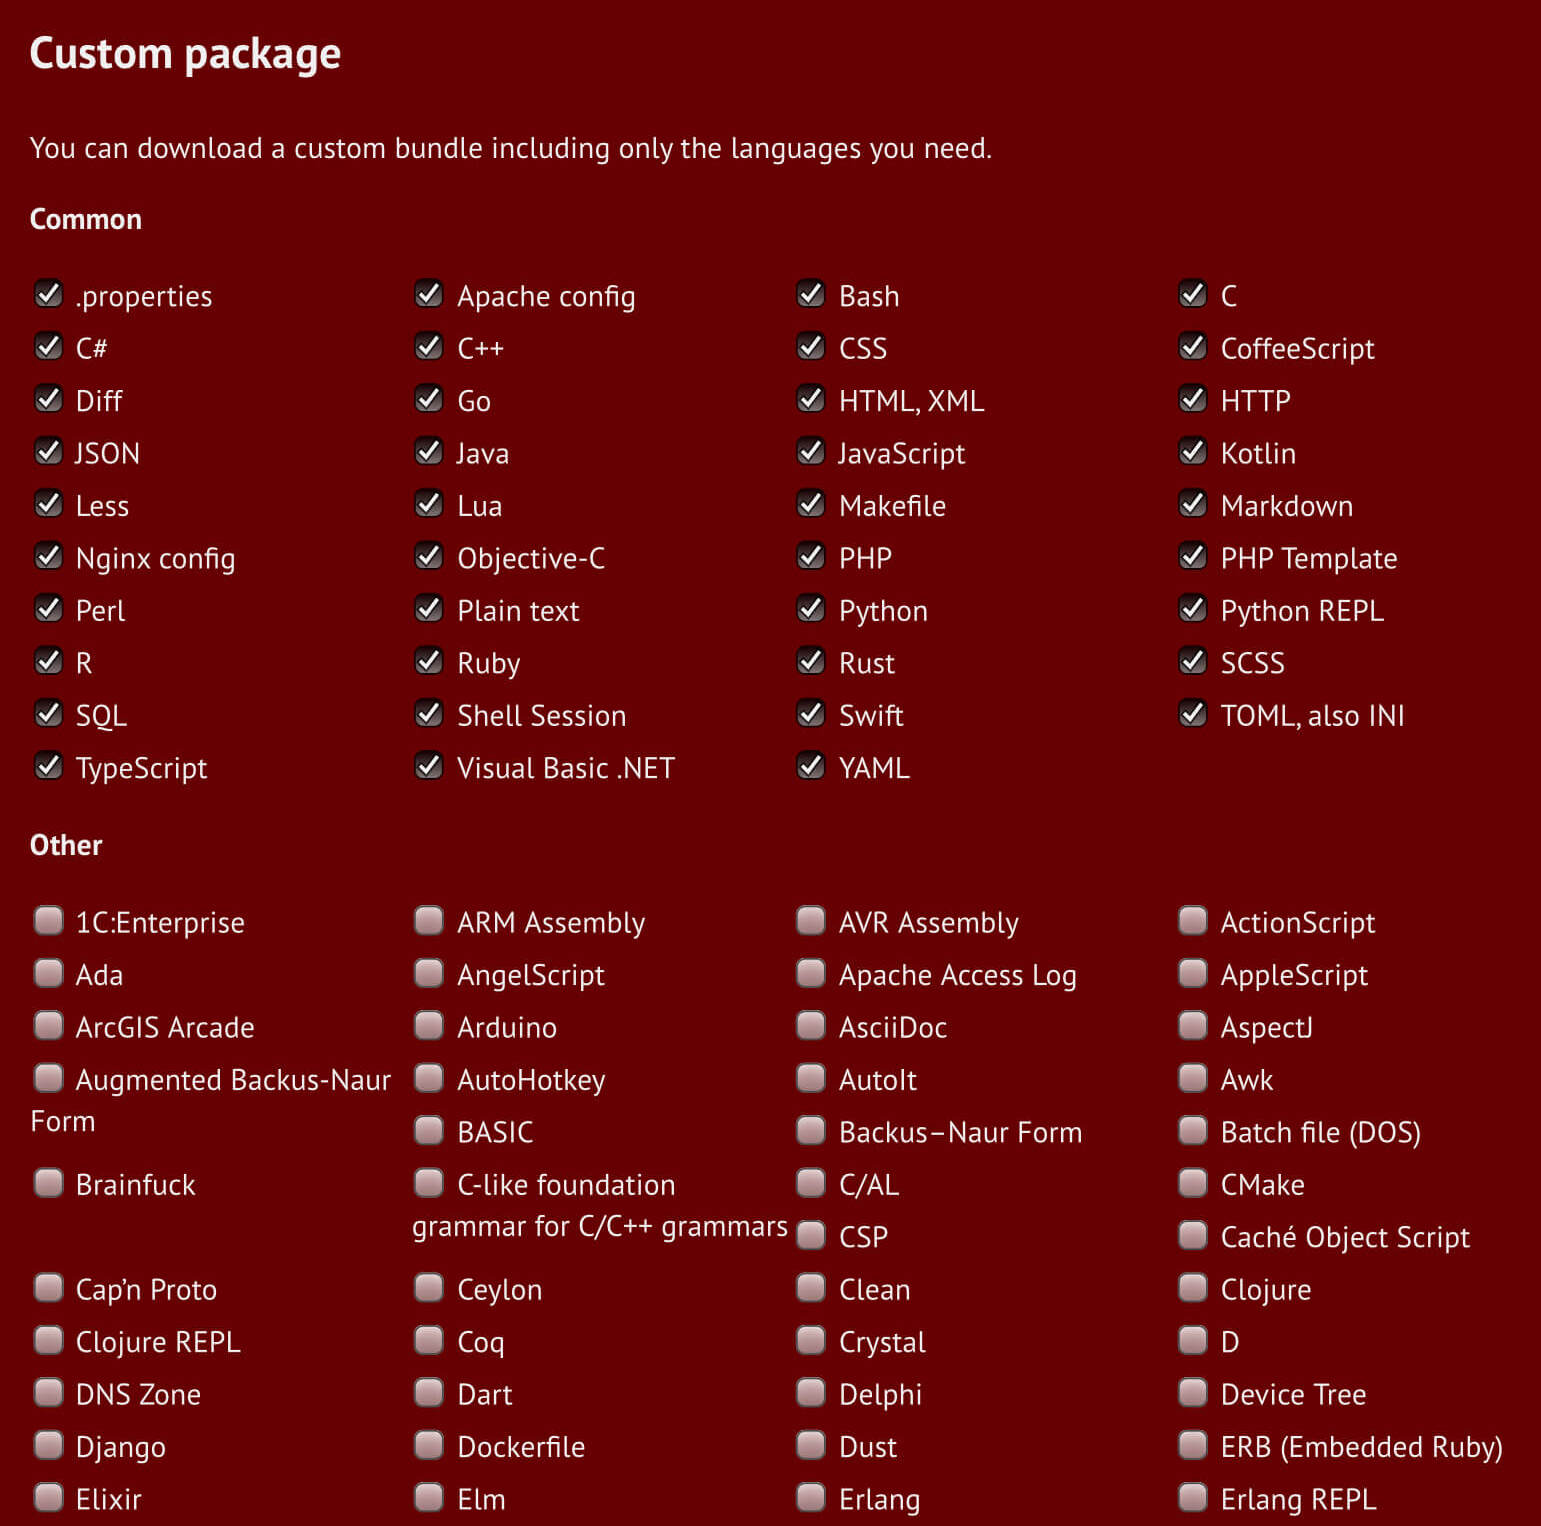 Custom package
You can download a custom bundle including only the languages you need.
Common
.properties Apache config Bash C
C# C++ CSS CoffeeScript
Diff Go HTML, XML HTTP
JSON Java JavaScript Kotlin
Less Lua Makefile Markdown
Nginx config Objective-C PHP PHP Template
Perl Plain text Python Python REPL
R Ruby Rust SCSS
SQL Shell Session Swift TOML, also INI
TypeScript Visual Basic .NET YAML
Other
1C:Enterprise ARM Assembly AVR Assembly ActionScript
Ada AngelScript Apache Access Log AppleScript
ArcGIS Arcade Arduino AsciiDoc AspectJ
Augmented Backus-Naur AutoHotkey AutoIt Awk
Form BASIC Backus–Naur Form Batch file (DOS)
Brainfuck C-like foundation C/AL CMake
grammar for C/C++ grammars CSP Caché Object Script
Cap’n Proto Ceylon Clean Clojure
Clojure REPL Coq Crystal D
DNS Zone Dart Delphi Device Tree
Django Dockerfile Dust ERB (Embedded Ruby)
Elixir Elm Erlang Erlang REPL